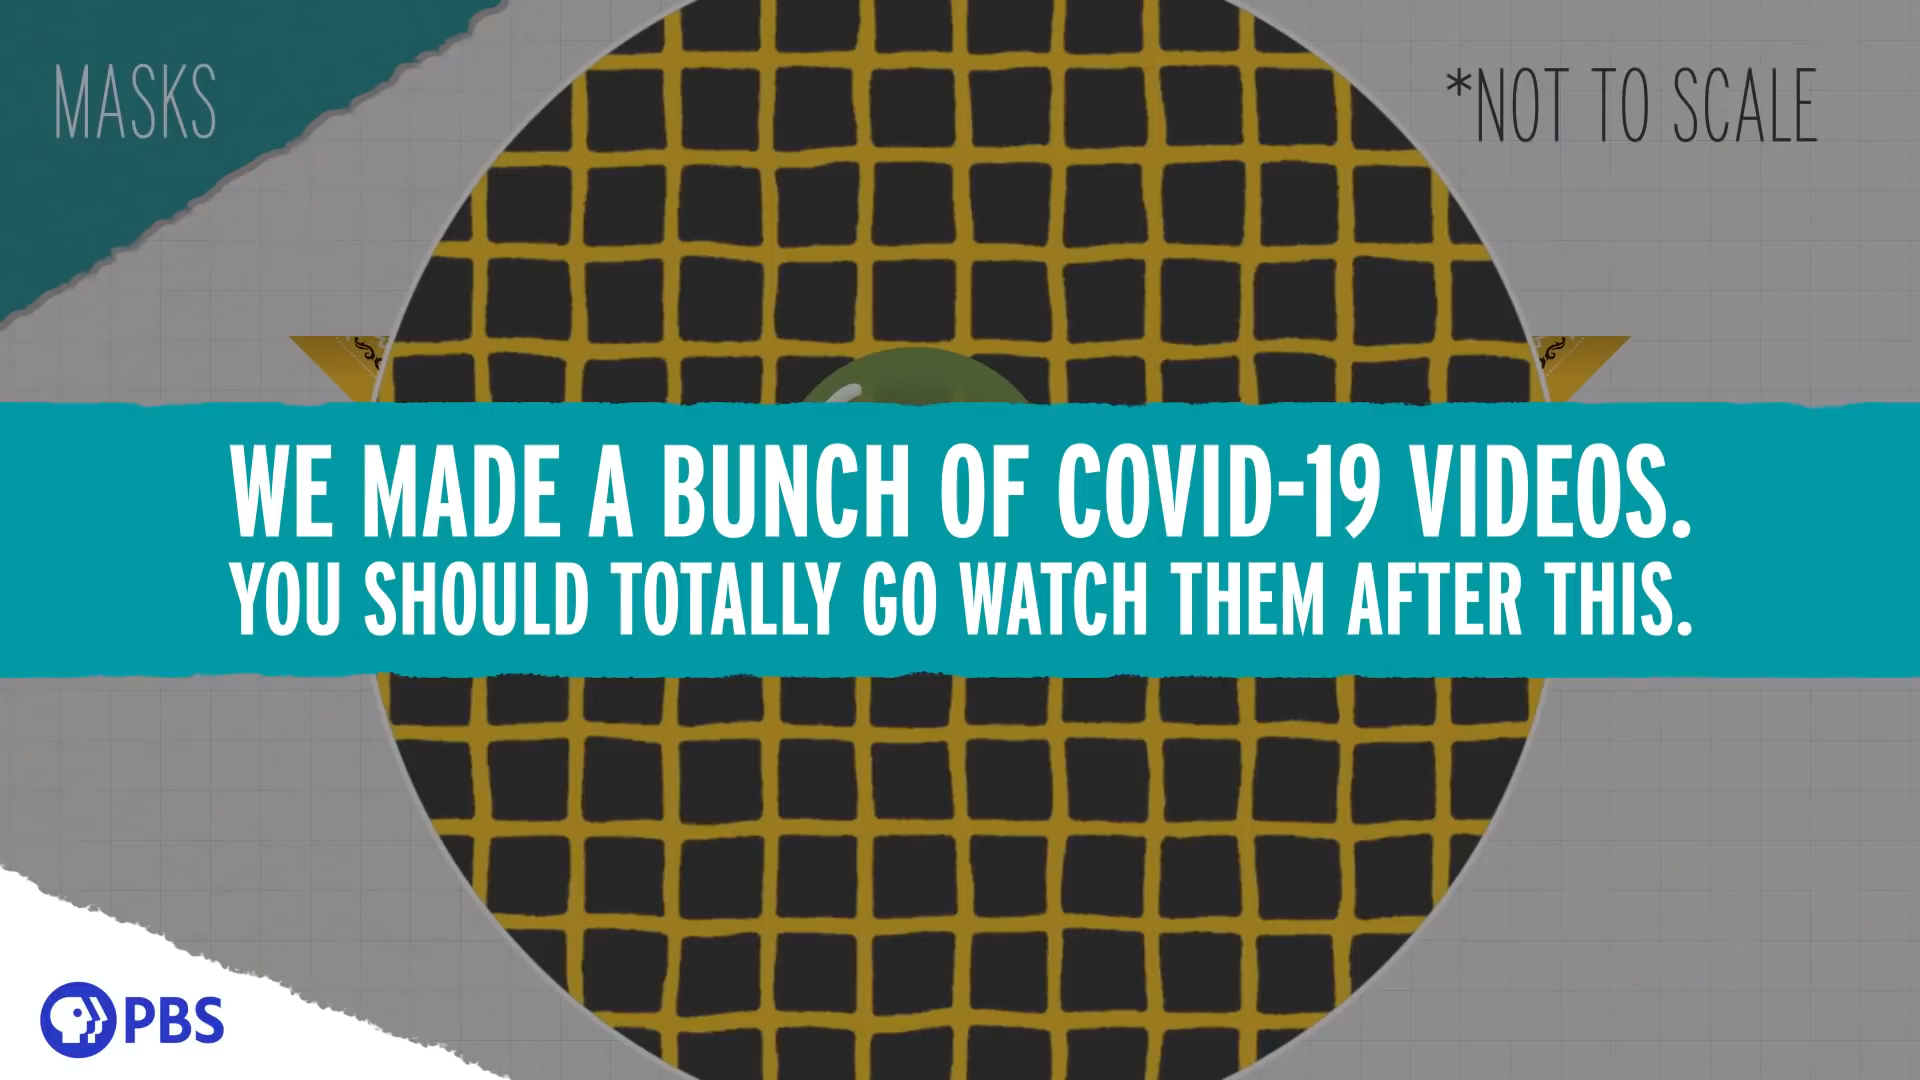 MASKS
*NOT TO SCALE
WE MADE A BUNCH OF COVID-19 VIDEOS.
YOU SHOULD TOTALLY GO WATCH THEM AFTER THIS.
PBS